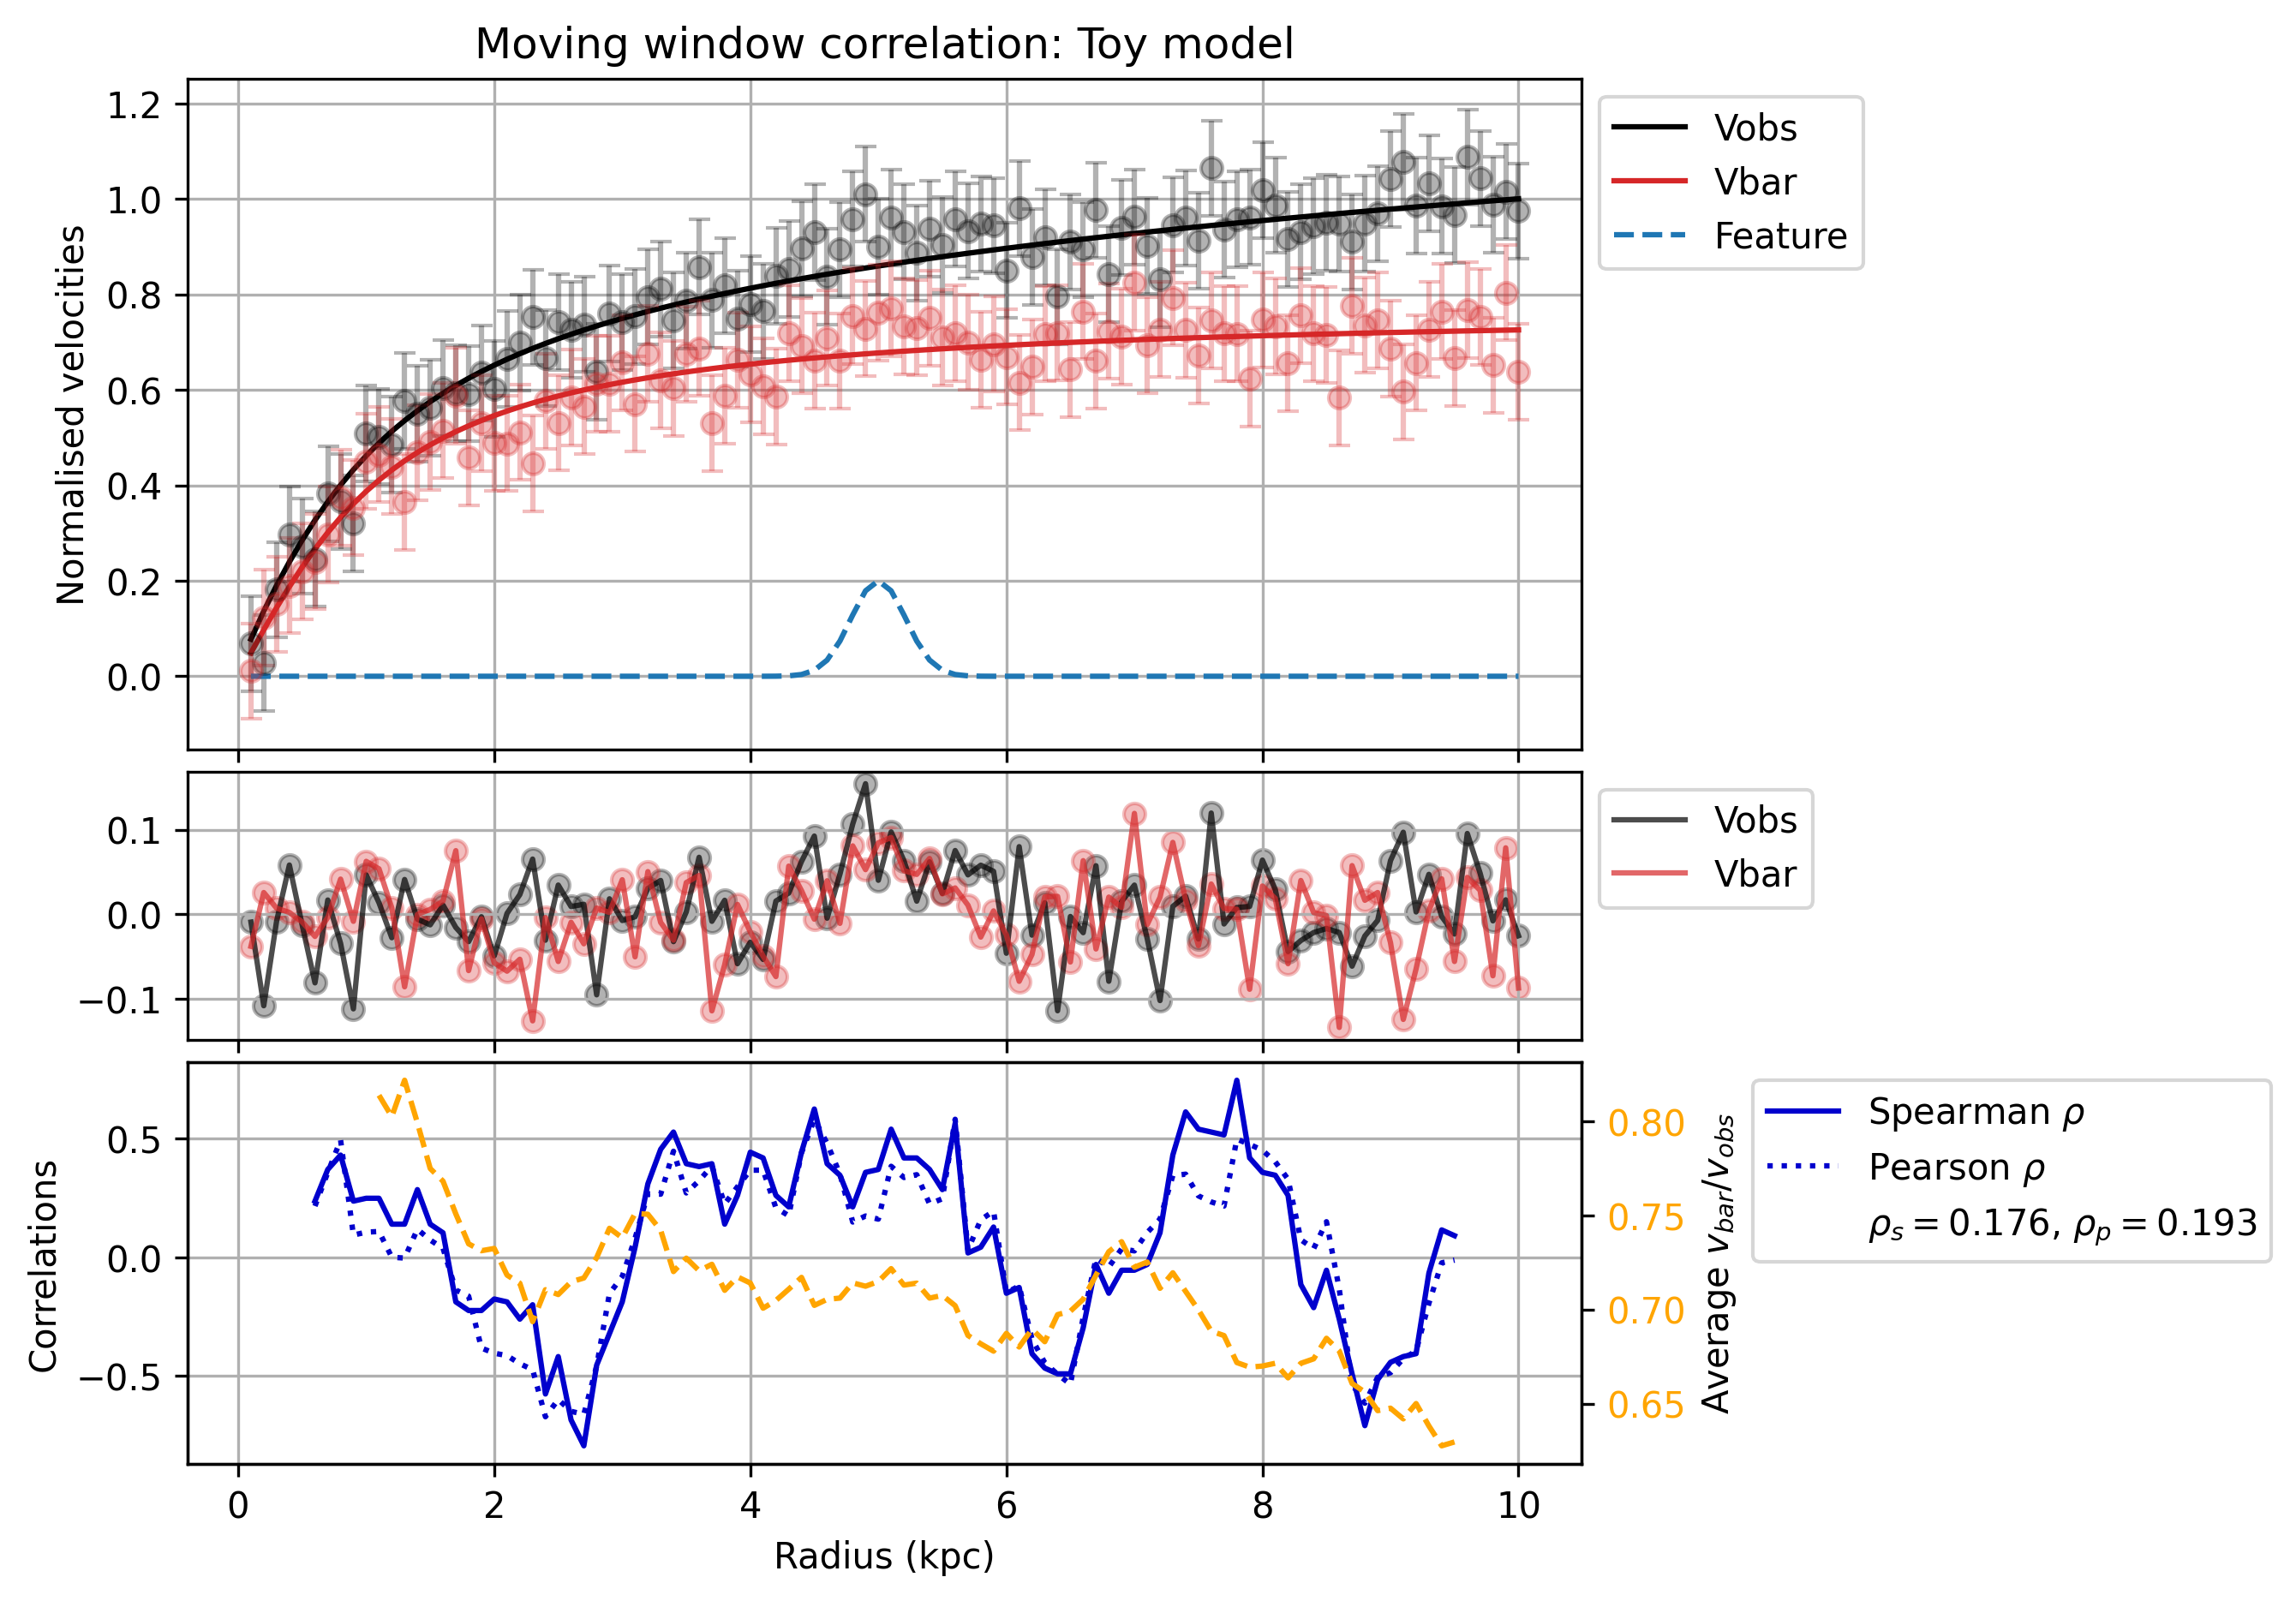 Moving window correlation: Toy model
Normalised velocities
1.2
1.0
0.8
0.6
0.4
0.2
0.0
Vobs
Vbar
Feature
0.1
0.0
−0.1
Vobs
Vbar
Correlations
0.5
0.0
−0.5
0.80
0.75
0.70
0.65
Average v_bar/v_obs
Spearman ρ
Pearson ρ
ρ_s = 0.176, ρ_p = 0.193
0 2 4 6 8 10
Radius (kpc)